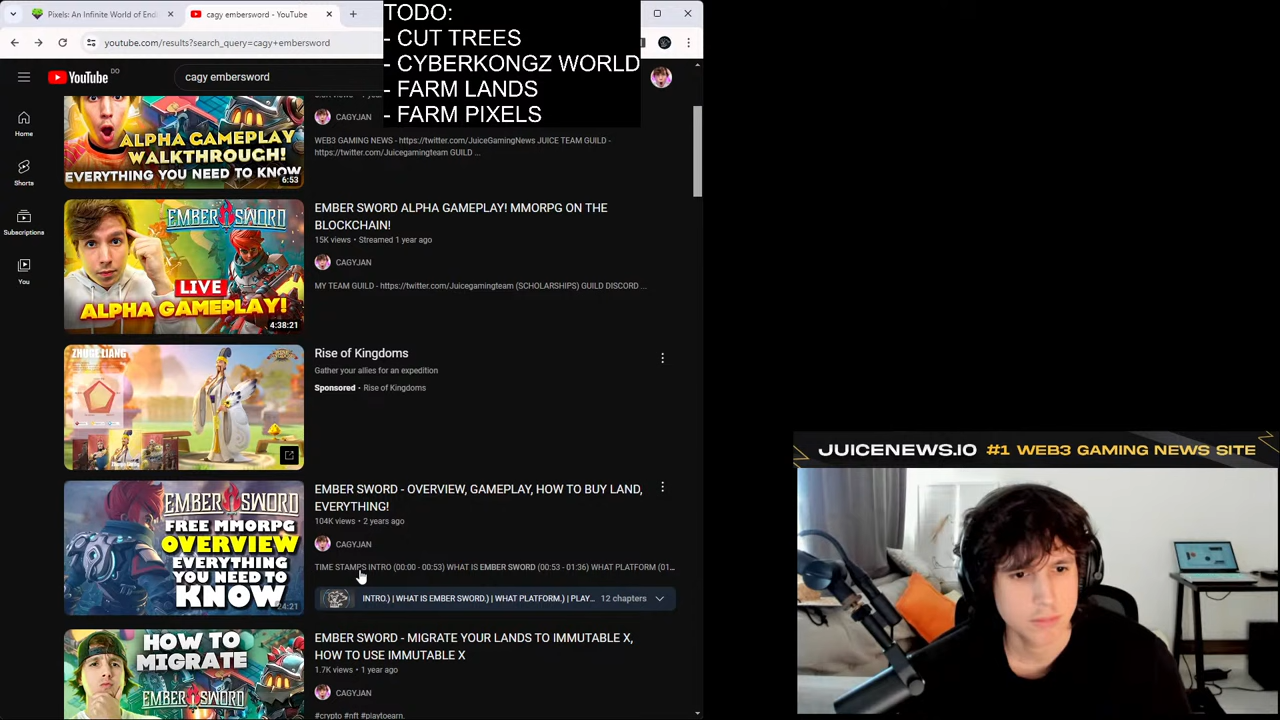 Pixels: An Infinite World of End
cagy embersword - YouTube
youtube.com/results?search_query=cagy+embersword
TODO:
- CUT TREES
- CYBERKONGZ WORLD
- FARM LANDS
- FARM PIXELS
YouTube DO
cagy embersword
Home
Shorts
Subscriptions
You
ALPHA GAMEPLAY
WALKTHROUGH!
EVERYTHING YOU NEED TO KNOW
6:53
CAGYJAN
WEB3 GAMING NEWS - https://twitter.com/JuiceGamingNews JUICE TEAM GUILD -
https://twitter.com/Juicegamingteam GUILD ...
EMBER SWORD
LIVE
ALPHA GAMEPLAY!
4:38:21
EMBER SWORD ALPHA GAMEPLAY! MMORPG ON THE
BLOCKCHAIN!
15K views • Streamed 1 year ago
CAGYJAN
MY TEAM GUILD - https://twitter.com/Juicegamingteam (SCHOLARSHIPS) GUILD DISCORD ...
ZHUGE LIANG
Rise of Kingdoms
Gather your allies for an expedition
Sponsored • Rise of Kingdoms
EMBER SWORD
FREE MMORPG
OVERVIEW
EVERYTHING
YOU NEED TO
KNOW
24:21
EMBER SWORD - OVERVIEW, GAMEPLAY, HOW TO BUY LAND,
EVERYTHING!
104K views • 2 years ago
CAGYJAN
TIME STAMPS INTRO (00:00 - 00:53) WHAT IS EMBER SWORD (00:53 - 01:36) WHAT PLATFORM (01...
INTRO.) | WHAT IS EMBER SWORD.) | WHAT PLATFORM.) | PLAY... 12 chapters
HOW TO
MIGRATE
EMBER SWORD
EMBER SWORD - MIGRATE YOUR LANDS TO IMMUTABLE X,
HOW TO USE IMMUTABLE X
1.7K views • 1 year ago
CAGYJAN
#crypto #nft #playtoearn.
JUICENEWS.IO #1 WEB3 GAMING NEWS SITE